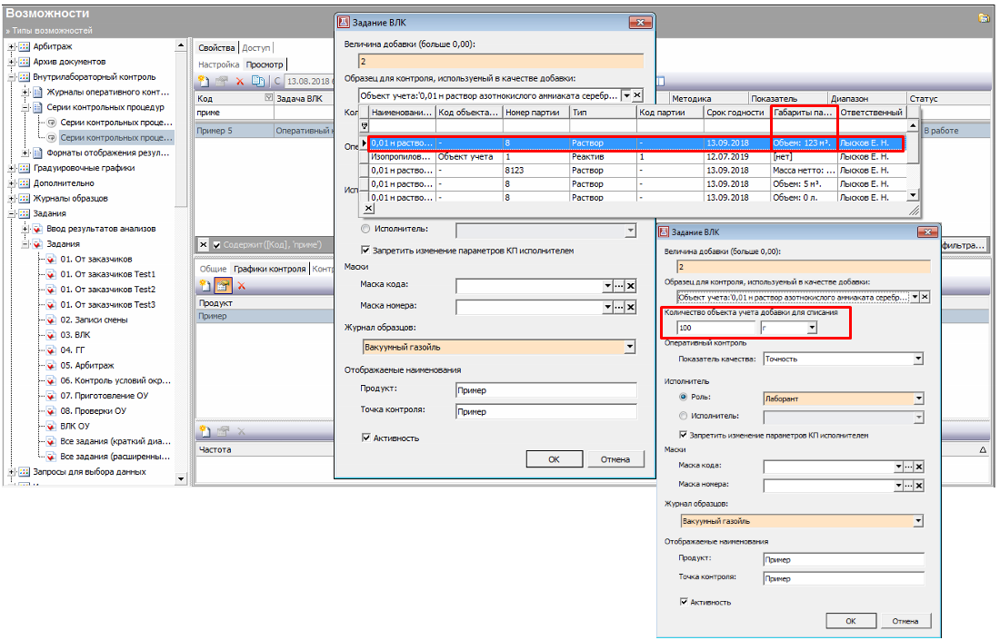 Возможности
» Типы возможностей
Арбитраж
Архив документов
Внутрилабораторный контроль
Журналы оперативного конт...
Серии контрольных процедур
Серии контрольных проце...
Серии контрольных проце...
Форматы отображения резул...
Градуировочные графики
Дополнительно
Журналы образцов
Задания
Ввод результатов анализов
Задания
01. От заказчиков
01. От заказчиков Test1
01. От заказчиков Test2
01. От заказчиков Test3
02. Записи смены
03. ВЛК
04. ГГ
05. Арбитраж
06. Контроль условий окр...
07. Приготовление ОУ
08. Проверки ОУ
ВЛК ОУ
Все задания (краткий диа...
Все задания (расширенны...
Запросы для выбора данных
Свойства Доступ
Настройка Просмотр
С 13.08.2018
Код Задача ВЛК Методика Показатель Диапазон Статус
приме
Пример 5 Оперативный В работе
Содержит([Код], 'приме')
фильтра...
Общие Графики контроля Контр
Продукт
Пример
Частота
Задание ВЛК
Величина добавки (больше 0,00):
2
Образец для контроля, используемый в качестве добавки:
Объект учета:'0,01 н раствор азотнокислого аммиаката серебр...
Кол
Опе
Исп
Наименовани... Код объекта... Номер партии Тип Код партии Срок годности Габариты па... Ответственный
0,01 н раство... - 8 Раствор - 13.09.2018 Объем: 123 м³. Лысков Е. Н.
Изопропилов... Объект учета 1 Реактив 1 12.07.2019 [нет] Лысков Е. Н.
0,01 н раство... - 8123 Раствор - 13.09.2018 Масса нетто: ... Лысков Е. Н.
0,01 н раство... - 8 Раствор - 13.09.2018 Объем: 5 м³. Лысков Е. Н.
0,01 н раство... - 8 Раствор - 13.09.2018 Объем: 0 л. Лысков Е. Н.
Исполнитель:
Запретить изменение параметров КП исполнителем
Маски
Маска кода:
Маска номера:
Журнал образцов:
Вакуумный газойль
Отображаемые наименования
Продукт: Пример
Точка контроля: Пример
Активность
ОК Отмена
Задание ВЛК
Величина добавки (больше 0,00):
2
Образец для контроля, используемый в качестве добавки:
Объект учета:'0,01 н раствор азотнокислого аммиаката серебр...
Количество объекта учета добавки для списания
100 г
Оперативный контроль
Показатель качества: Точность
Исполнитель
Роль: Лаборант
Исполнитель:
Запретить изменение параметров КП исполнителем
Маски
Маска кода:
Маска номера:
Журнал образцов:
Вакуумный газойль
Отображаемые наименования
Продукт: Пример
Точка контроля: Пример
Активность
ОК Отмена